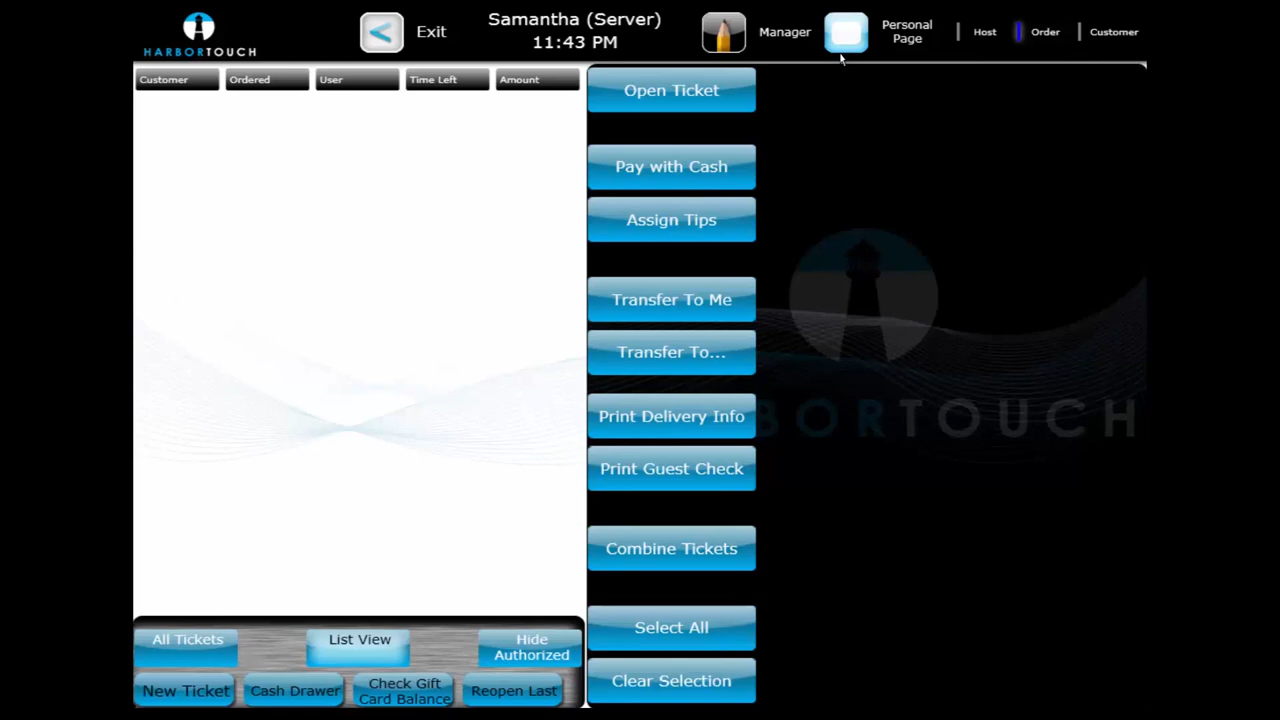 HARBORTOUCH
Exit
Samantha (Server)
11:43 PM
Manager
Personal
Page
Host
Order
Customer
Customer
Ordered
User
Time Left
Amount
Open Ticket
Pay with Cash
Assign Tips
Transfer To Me
Transfer To...
Print Delivery Info
Print Guest Check
BORTOUCH
Combine Tickets
Select All
Clear Selection
All Tickets
List View
Hide
Authorized
New Ticket
Cash Drawer
Check Gift
Card Balance
Reopen Last